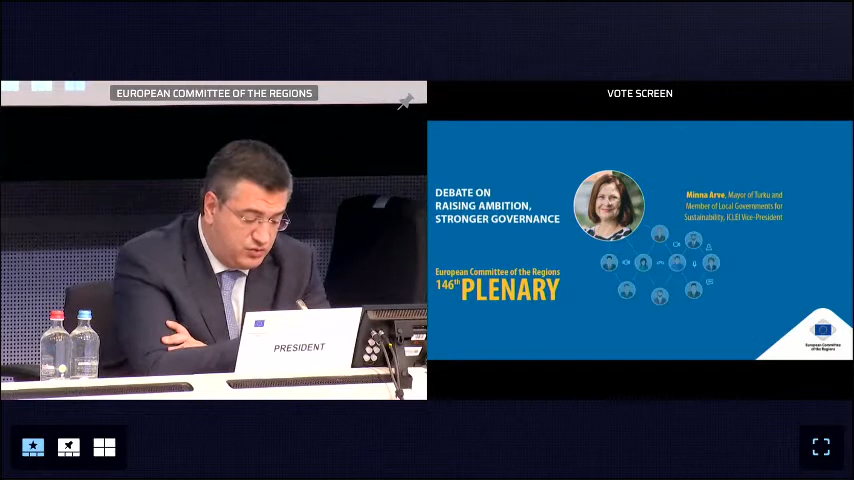 EUROPEAN COMMITTEE OF THE REGIONS
PRESIDENT
VOTE SCREEN
DEBATE ON
RAISING AMBITION,
STRONGER GOVERNANCE
Minna Arve, Mayor of Turku and
Member of Local Governments for
Sustainability, ICLEI Vice-President
European Committee of the Regions
146th PLENARY
European Committee
of the Regions